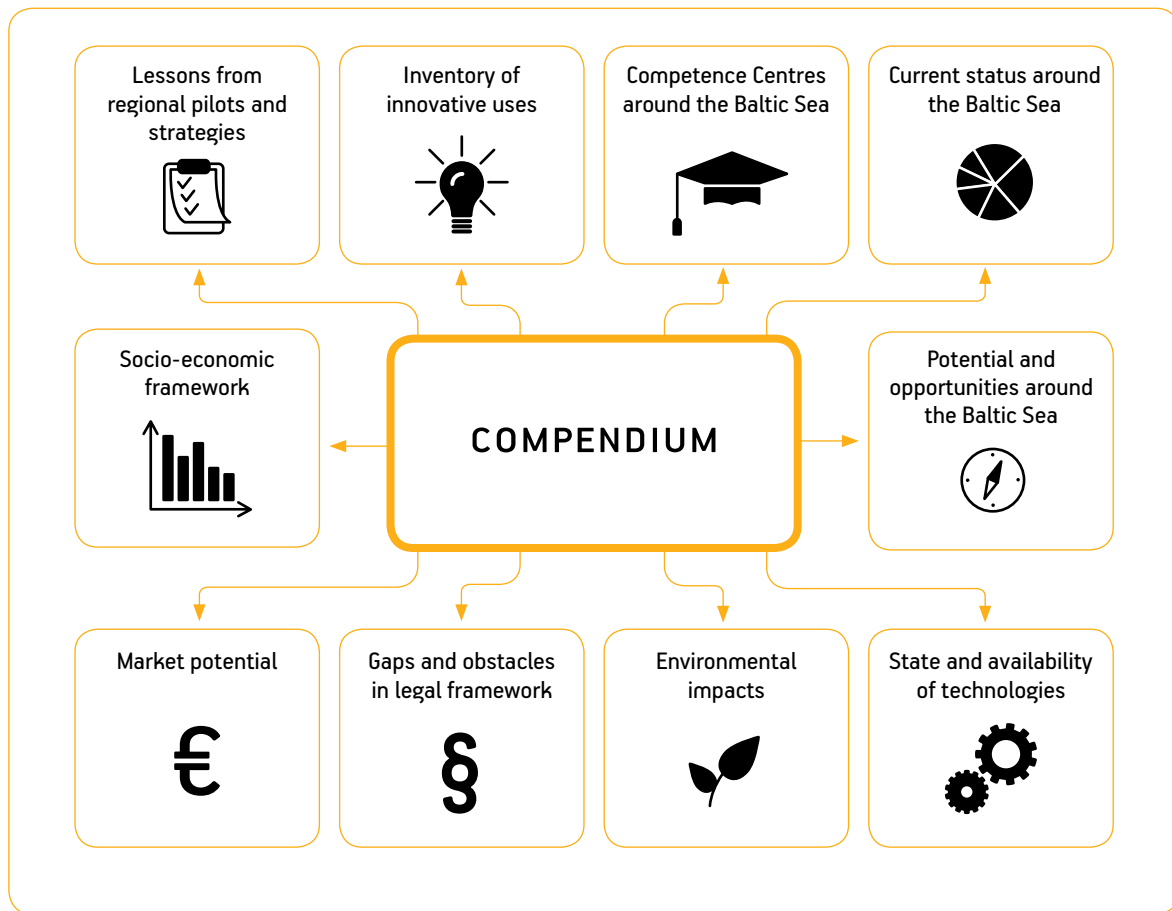 Lessons from
regional pilots and
strategies
Inventory of
innovative uses
Competence Centres
around the Baltic Sea
Current status around
the Baltic Sea
Socio-economic
framework
COMPENDIUM
Potential and
opportunities around
the Baltic Sea
Market potential
€
Gaps and obstacles
in legal framework
§
Environmental
impacts
State and availability
of technologies